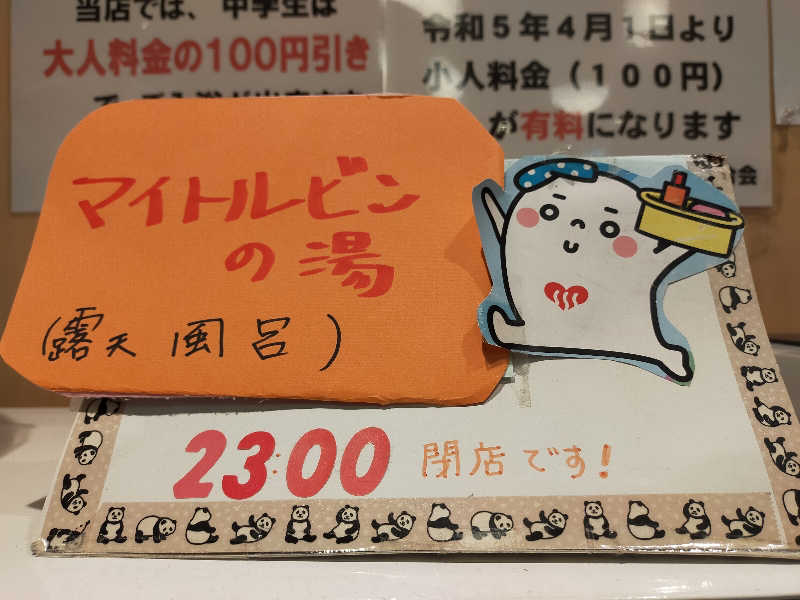 当店では、中学生は
大人料金の100円引き
令和5年4月1日より
小人料金（100円）
が有料になります
マイトルビン
の湯
(露天風呂)
23:00 閉店です!